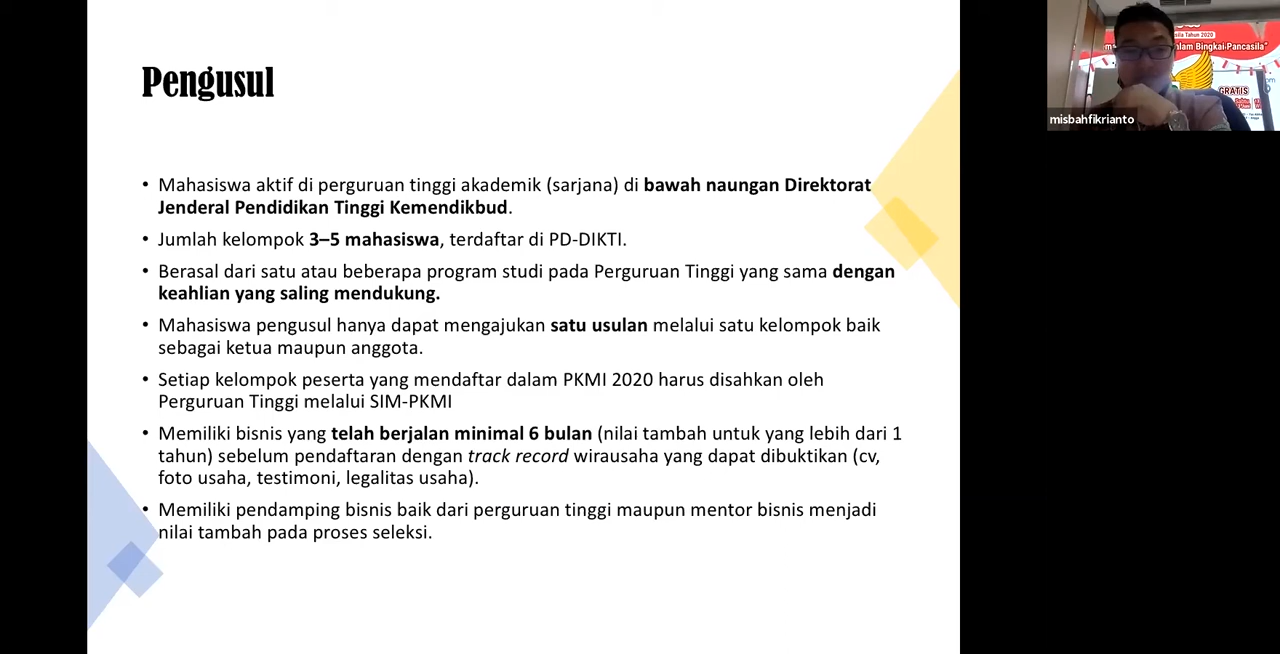 Pengusul
• Mahasiswa aktif di perguruan tinggi akademik (sarjana) di bawah naungan Direktorat
Jenderal Pendidikan Tinggi Kemendikbud.
• Jumlah kelompok 3–5 mahasiswa, terdaftar di PD-DIKTI.
• Berasal dari satu atau beberapa program studi pada Perguruan Tinggi yang sama dengan
keahlian yang saling mendukung.
• Mahasiswa pengusul hanya dapat mengajukan satu usulan melalui satu kelompok baik
sebagai ketua maupun anggota.
• Setiap kelompok peserta yang mendaftar dalam PKMI 2020 harus disahkan oleh
Perguruan Tinggi melalui SIM-PKMI
• Memiliki bisnis yang telah berjalan minimal 6 bulan (nilai tambah untuk yang lebih dari 1
tahun) sebelum pendaftaran dengan track record wirausaha yang dapat dibuktikan (cv,
foto usaha, testimoni, legalitas usaha).
• Memiliki pendamping bisnis baik dari perguruan tinggi maupun mentor bisnis menjadi
nilai tambah pada proses seleksi.
Tahun 2020
Bingkai Pancasila"
GRATIS
misbahfikrianto